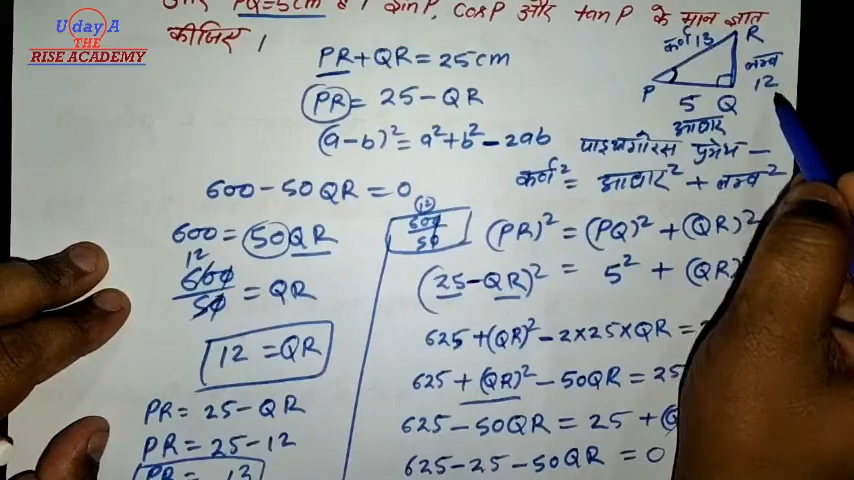 U day A
THE
RISE ACADEMY
PQ=5cm है। sinP, cosP और tanP के मान ज्ञात
कीजिए।
PR+QR = 25cm
PR = 25-QR
(a-b)² = a²+b²-2ab
600-50QR = 0
600 = 50QR
12
600/50 = QR
12 = QR
PR = 25-QR
PR = 25-12
PR = 13
कर्ण 13
R
लम्ब
12
P
5 Q
आधार
पाइथागोरस प्रमेय —
कर्ण² = आधार² + लम्ब²
12
600/50
(PR)² = (PQ)² + (QR)²
(25-QR)² = 5² + (QR)
625+(QR)²-2×25×QR =
625+(QR)²-50QR = 25
625-50QR = 25 +
625-25-50QR = 0